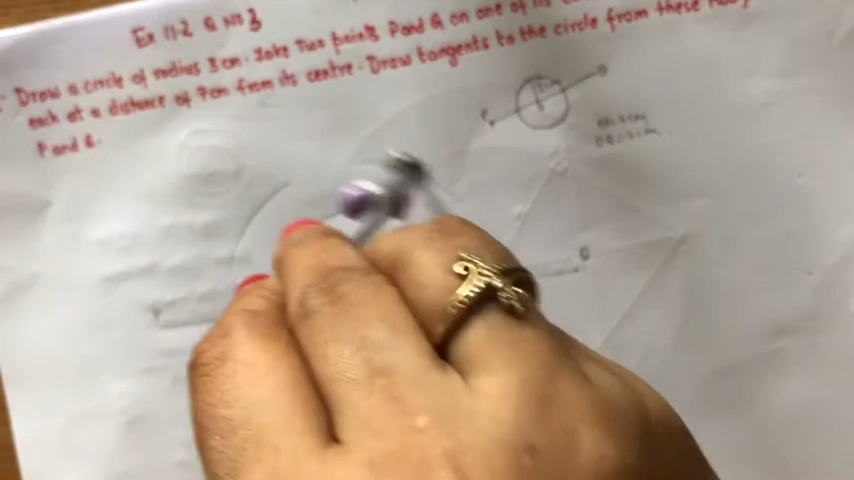 Ex 11.2 Q No 3
Draw a circle of radius 3 cm. Take Two points P and Q on one of its
each at a distance of 7cm from its centre. Draw tangents to the circle from these
P and Q.
P
Q